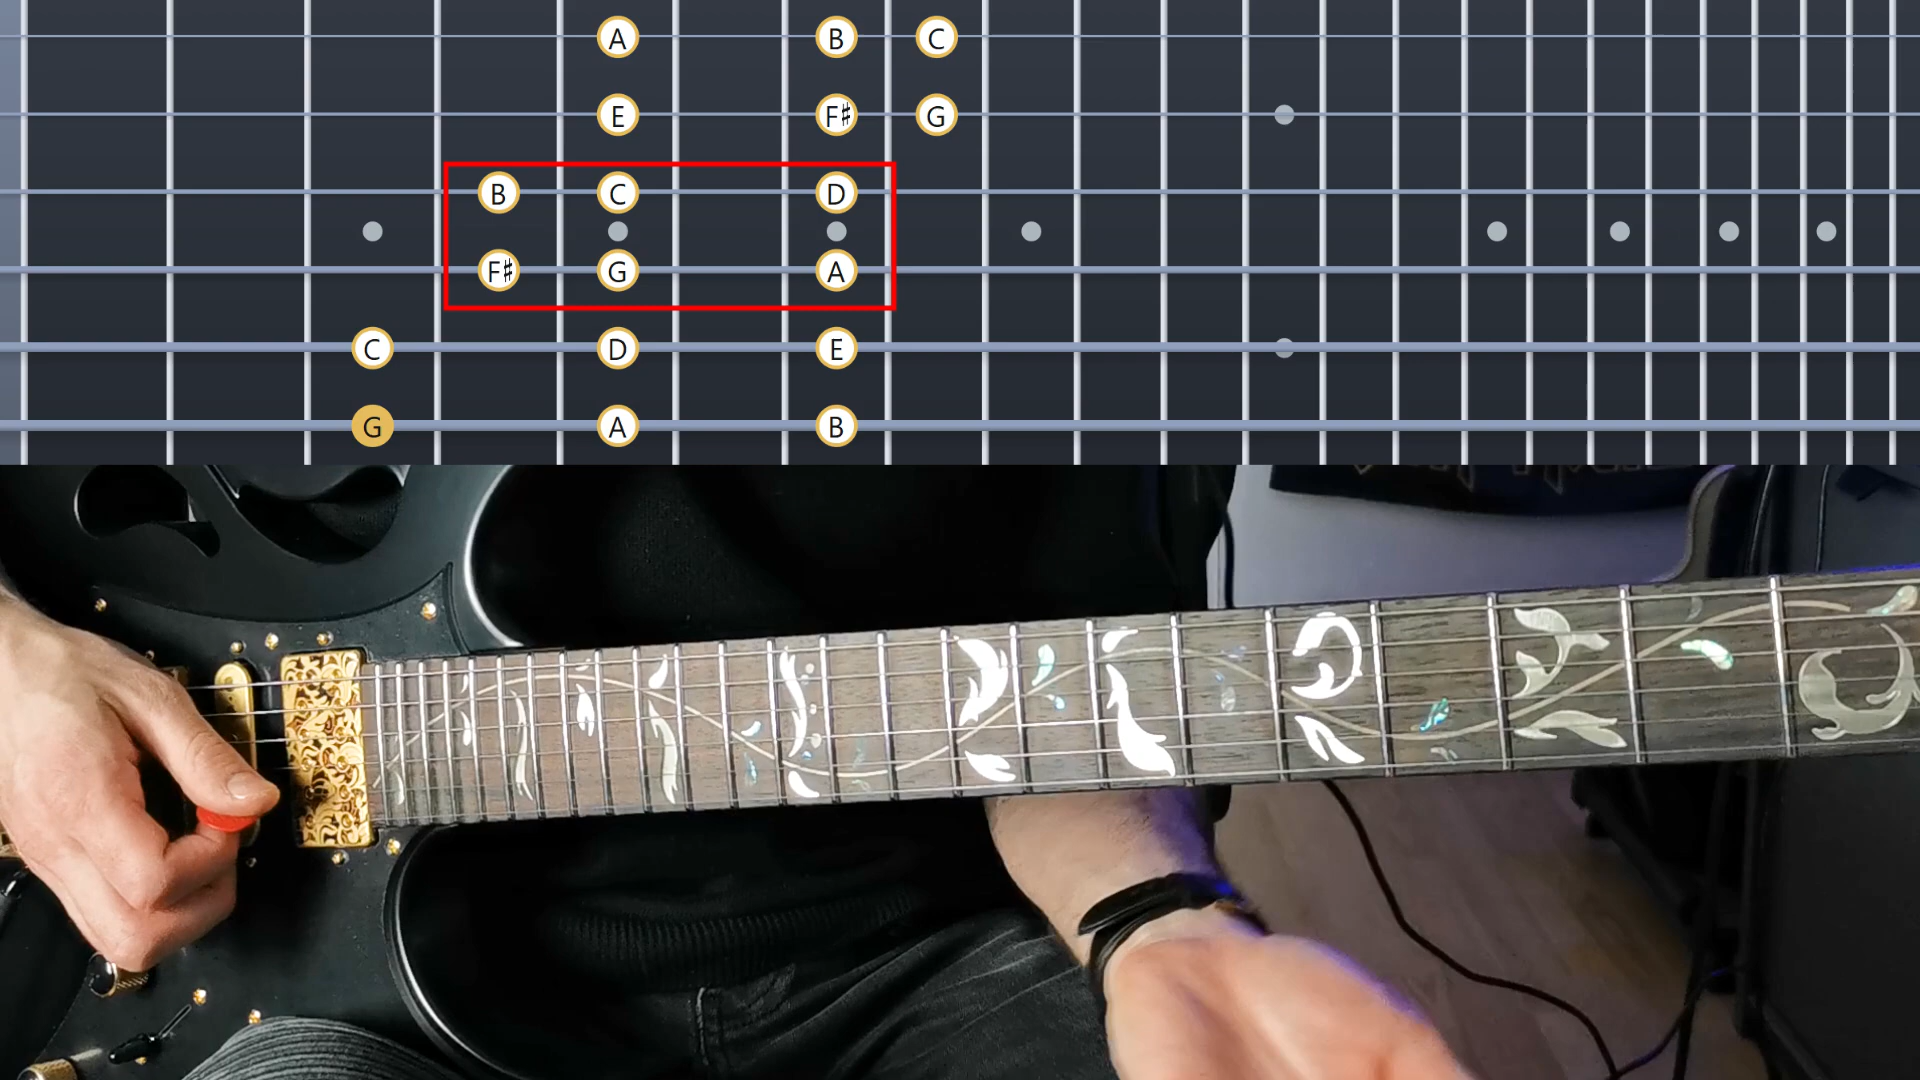 A B C
E F♯ G
B C D
F♯ G A
C D E
G A B